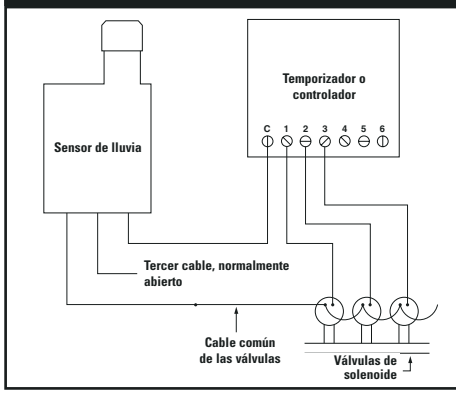 Temporizador o
controlador
C 1 2 3 4 5 6
Sensor de lluvia
Tercer cable, normalmente
abierto
Cable común
de las válvulas
Válvulas de
solenoide